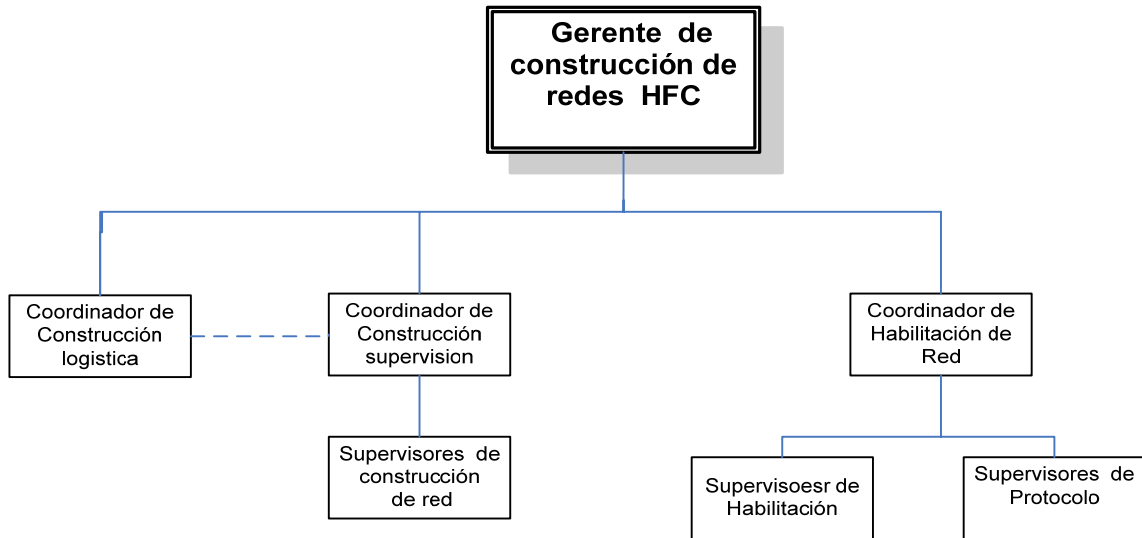 Gerente de
construcción de
redes HFC
Coordinador de
Construcción
logistica
Coordinador de
Construcción
supervision
Coordinador de
Habilitación de
Red
Supervisores de
construcción
de red
Supervisoesr de
Habilitación
Supervisores de
Protocolo